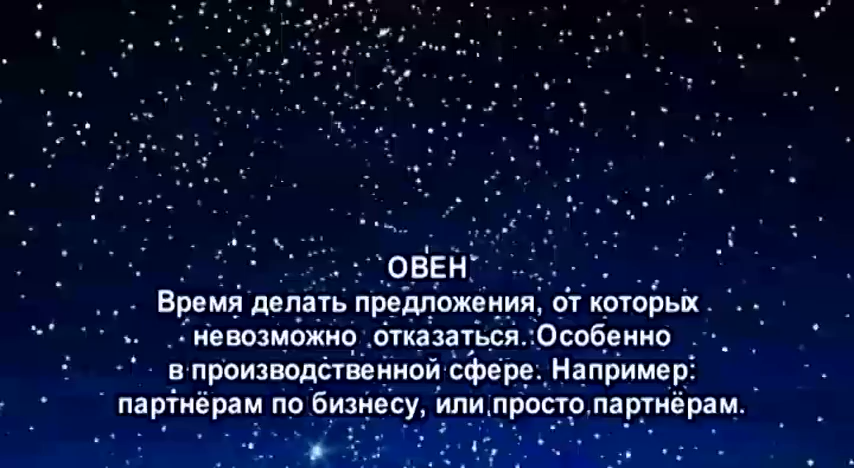 ОВЕН
Время делать предложения, от которых
невозможно отказаться. Особенно
в производственной сфере. Например:
партнёрам по бизнесу, или просто партнёрам.